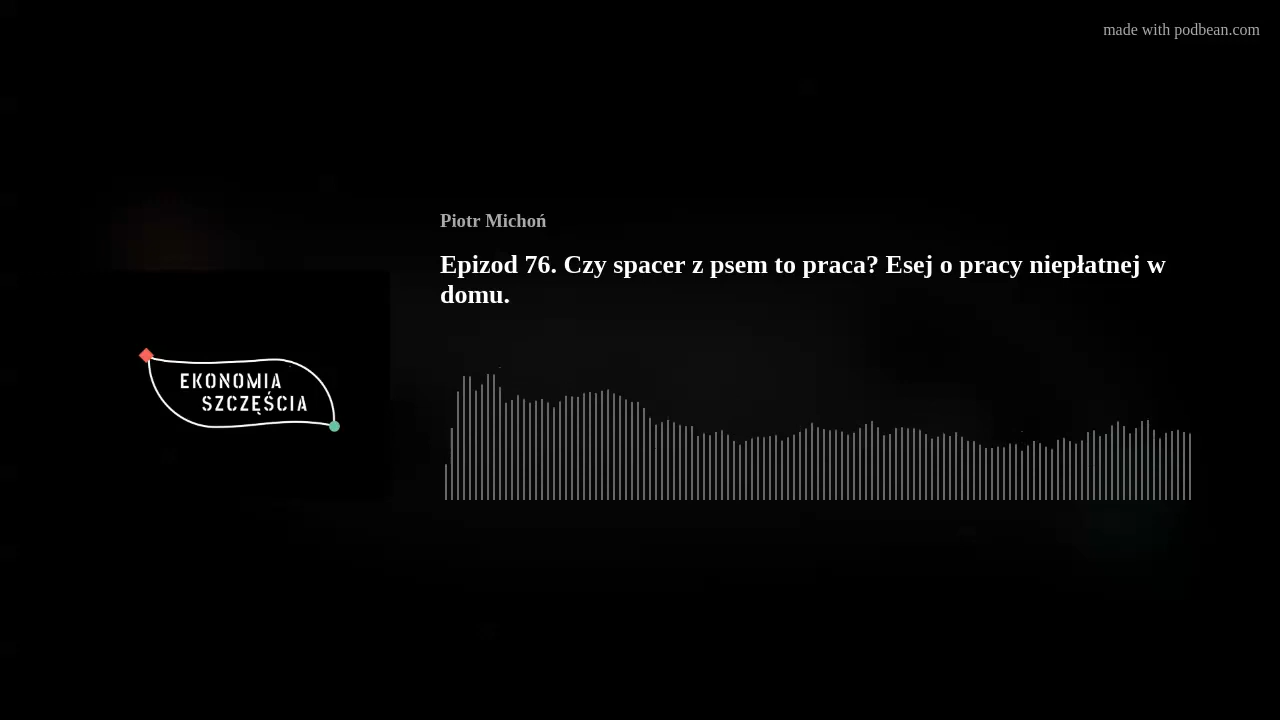 made with podbean.com
Piotr Michoń
Epizod 76. Czy spacer z psem to praca? Esej o pracy niepłatnej w
domu.
EKONOMIA
SZCZĘŚCIA